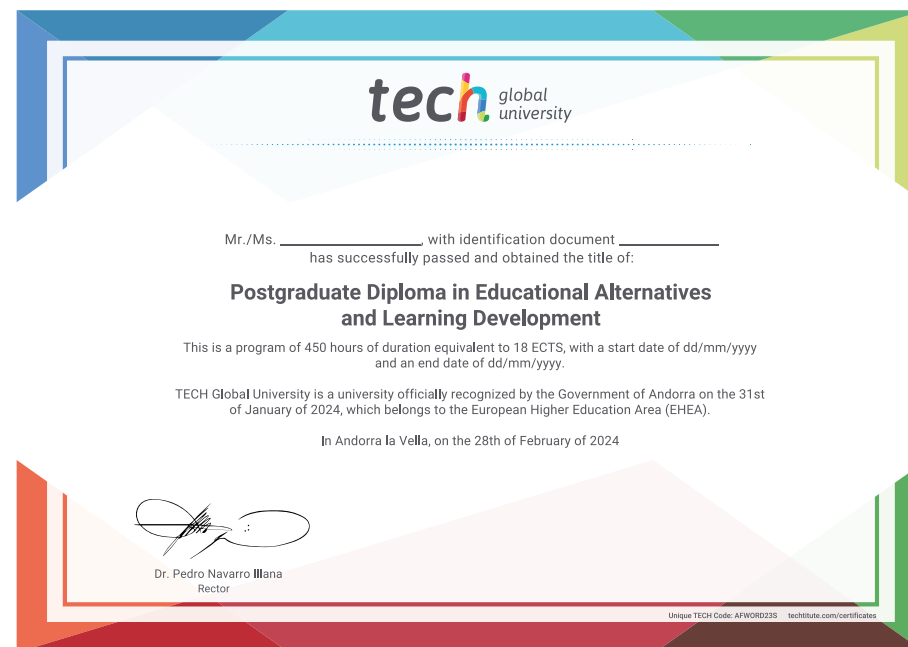 tech global
university
Mr./Ms. ____________________, with identification document ______________
has successfully passed and obtained the title of:
Postgraduate Diploma in Educational Alternatives
and Learning Development
This is a program of 450 hours of duration equivalent to 18 ECTS, with a start date of dd/mm/yyyy
and an end date of dd/mm/yyyy.
TECH Global University is a university officially recognized by the Government of Andorra on the 31st
of January of 2024, which belongs to the European Higher Education Area (EHEA).
In Andorra la Vella, on the 28th of February of 2024
Dr. Pedro Navarro Illana
Rector
Unique TECH Code: AFWORD23S techtitute.com/certificates